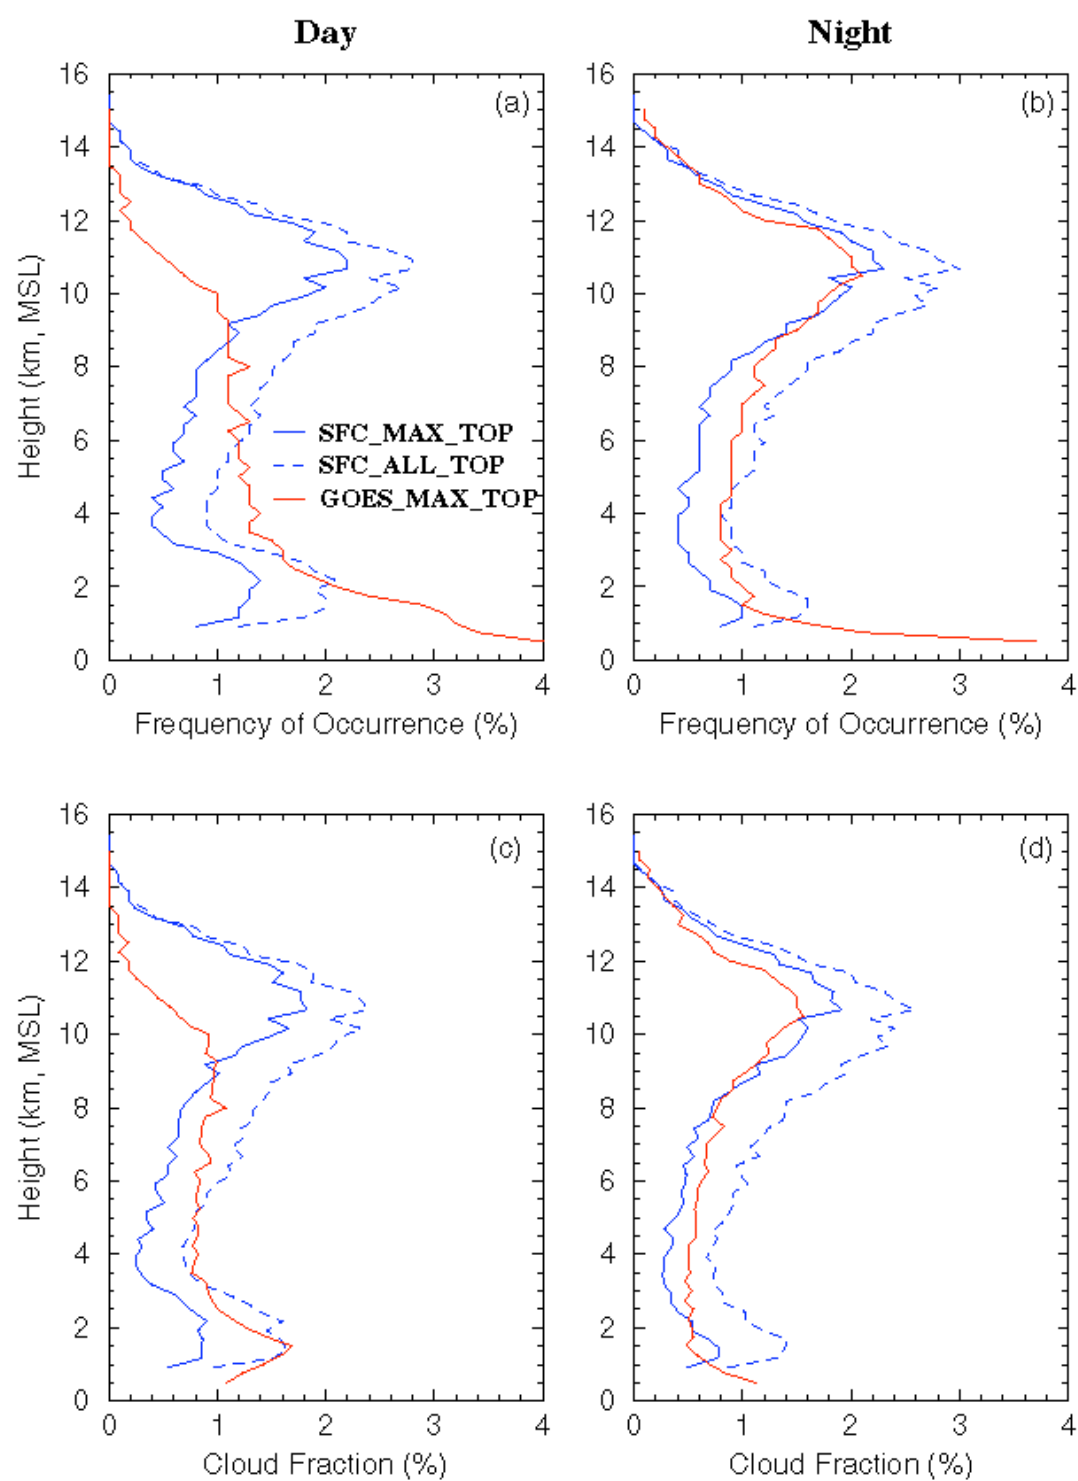 Day
Night
16
14
12
10
8
6
4
2
0
Height (km, MSL)
(a)
SFC_MAX_TOP
SFC_ALL_TOP
GOES_MAX_TOP
0 1 2 3 4
Frequency of Occurrence (%)
16
14
12
10
8
6
4
2
0
(b)
0 1 2 3 4
Frequency of Occurrence (%)
16
14
12
10
8
6
4
2
0
Height (km, MSL)
(c)
0 1 2 3 4
Cloud Fraction (%)
16
14
12
10
8
6
4
2
0
(d)
0 1 2 3 4
Cloud Fraction (%)